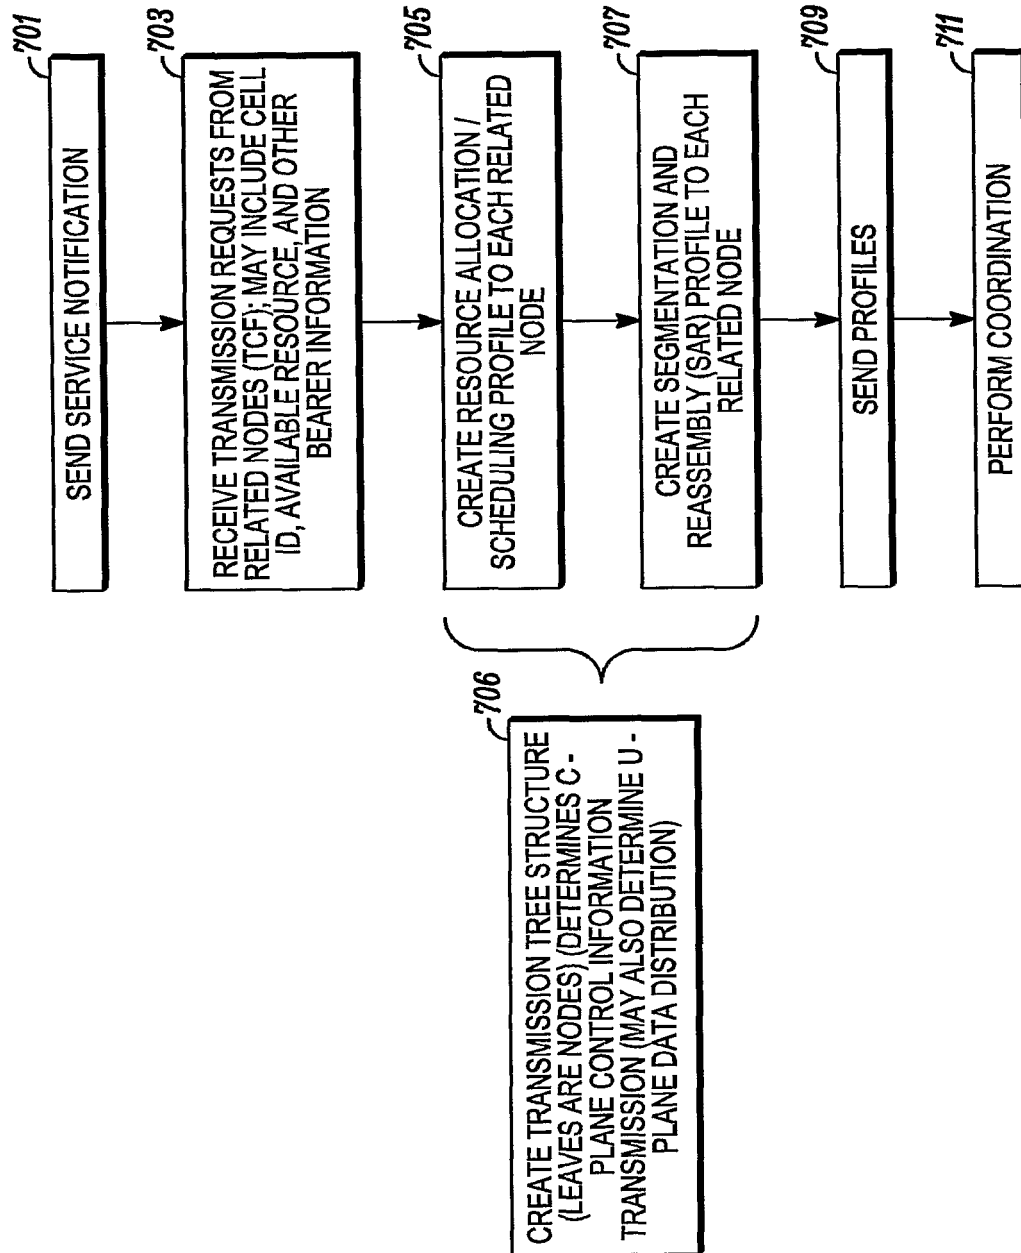 701
SEND SERVICE NOTIFICATION
703
RECEIVE TRANSMISSION REQUESTS FROM
RELATED NODES (TCF); MAY INCLUDE CELL
ID, AVAILABLE RESOURCE, AND OTHER
BEARER INFORMATION
705
CREATE RESOURCE ALLOCATION /
SCHEDULING PROFILE TO EACH RELATED
NODE
706
CREATE TRANSMISSION TREE STRUCTURE
(LEAVES ARE NODES) (DETERMINES C -
PLANE CONTROL INFORMATION
TRANSMISSION (MAY ALSO DETERMINE U -
PLANE DATA DISTRIBUTION)
707
CREATE SEGMENTATION AND
REASSEMBLY (SAR) PROFILE TO EACH
RELATED NODE
709
SEND PROFILES
711
PERFORM COORDINATION